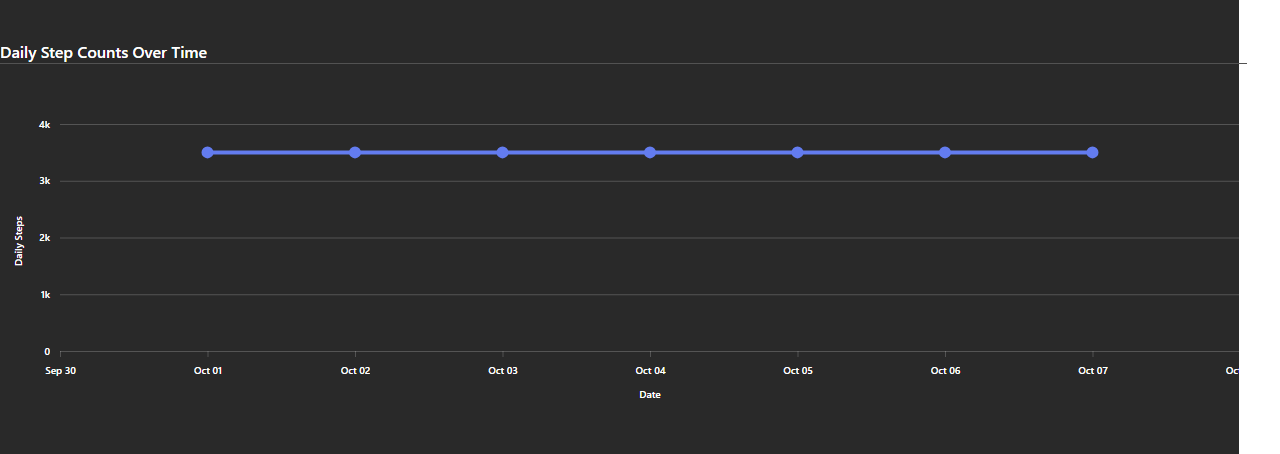 Daily Step Counts Over Time
4k
3k
2k
1k
0
Daily Steps
Sep 30
Oct 01
Oct 02
Oct 03
Oct 04
Oct 05
Oct 06
Oct 07
Date